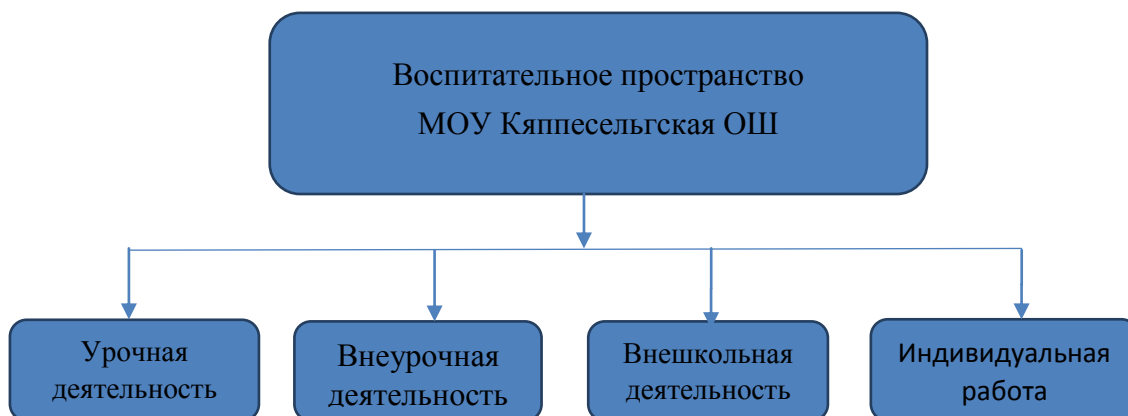 Воспитательное пространство
МОУ Кяппесельгская ОШ
Урочная
деятельность
Внеурочная
деятельность
Внешкольная
деятельность
Индивидуальная
работа